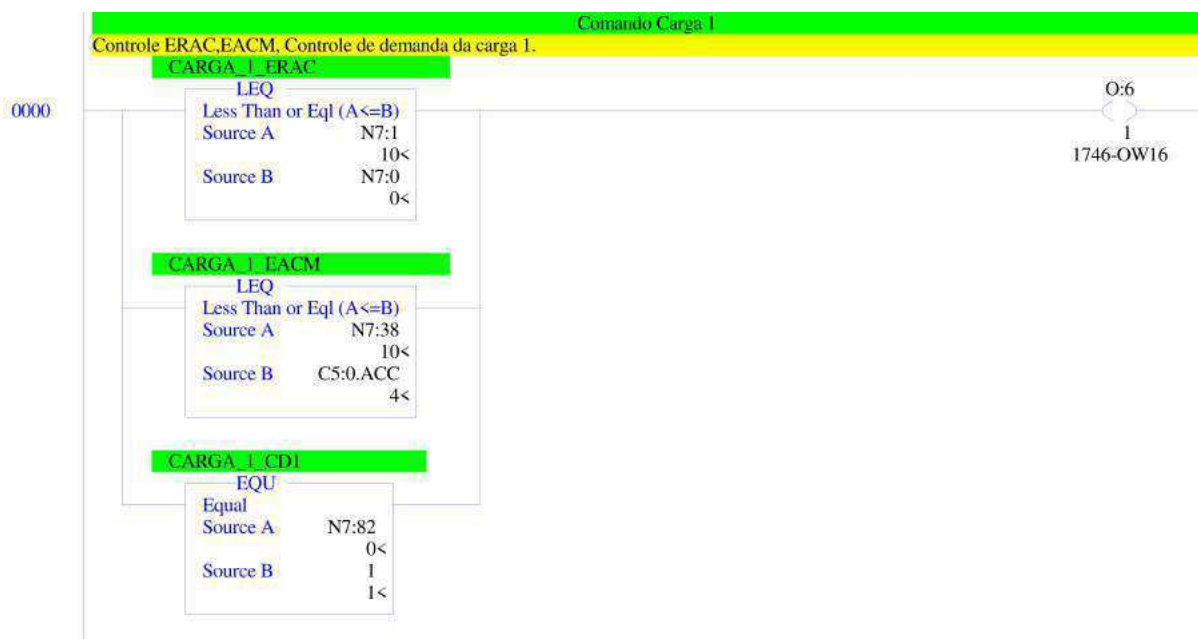 Comando Carga 1
Controle ERAC,EACM, Controle de demanda da carga 1.
CARGA_1_ERAC
LEQ
Less Than or Eql (A<=B)
Source A N7:1
10<
Source B N7:0
0<
0000
O:6
1
1746-OW16
CARGA_1_EACM
LEQ
Less Than or Eql (A<=B)
Source A N7:38
10<
Source B C5:0.ACC
4<
CARGA_1_CD1
EQU
Equal
Source A N7:82
0<
Source B 1
1<